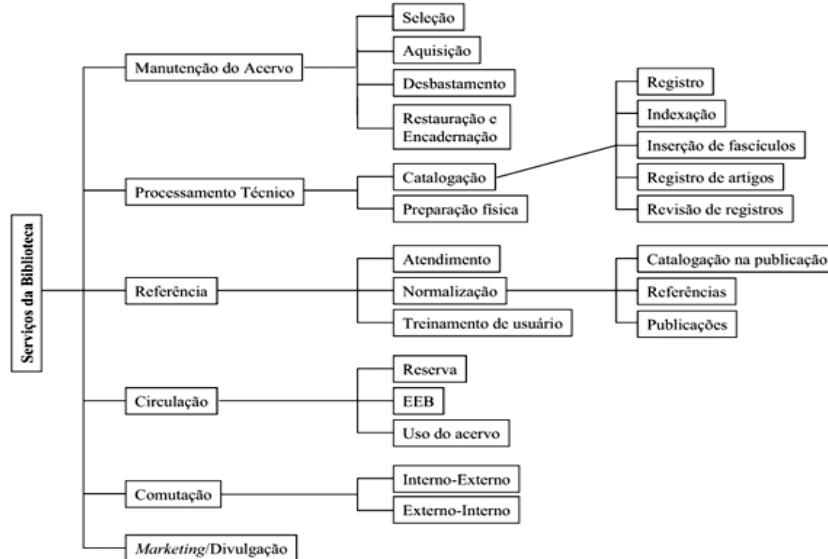 Serviços da Biblioteca
Manutenção do Acervo
Seleção
Aquisição
Desbastamento
Restauração e
Encadernação
Processamento Técnico
Catalogação
Registro
Indexação
Inserção de fascículos
Registro de artigos
Revisão de registros
Preparação física
Referência
Atendimento
Normalização
Catalogação na publicação
Referências
Publicações
Treinamento de usuário
Circulação
Reserva
EEB
Uso do acervo
Comutação
Interno-Externo
Externo-Interno
Marketing/Divulgação